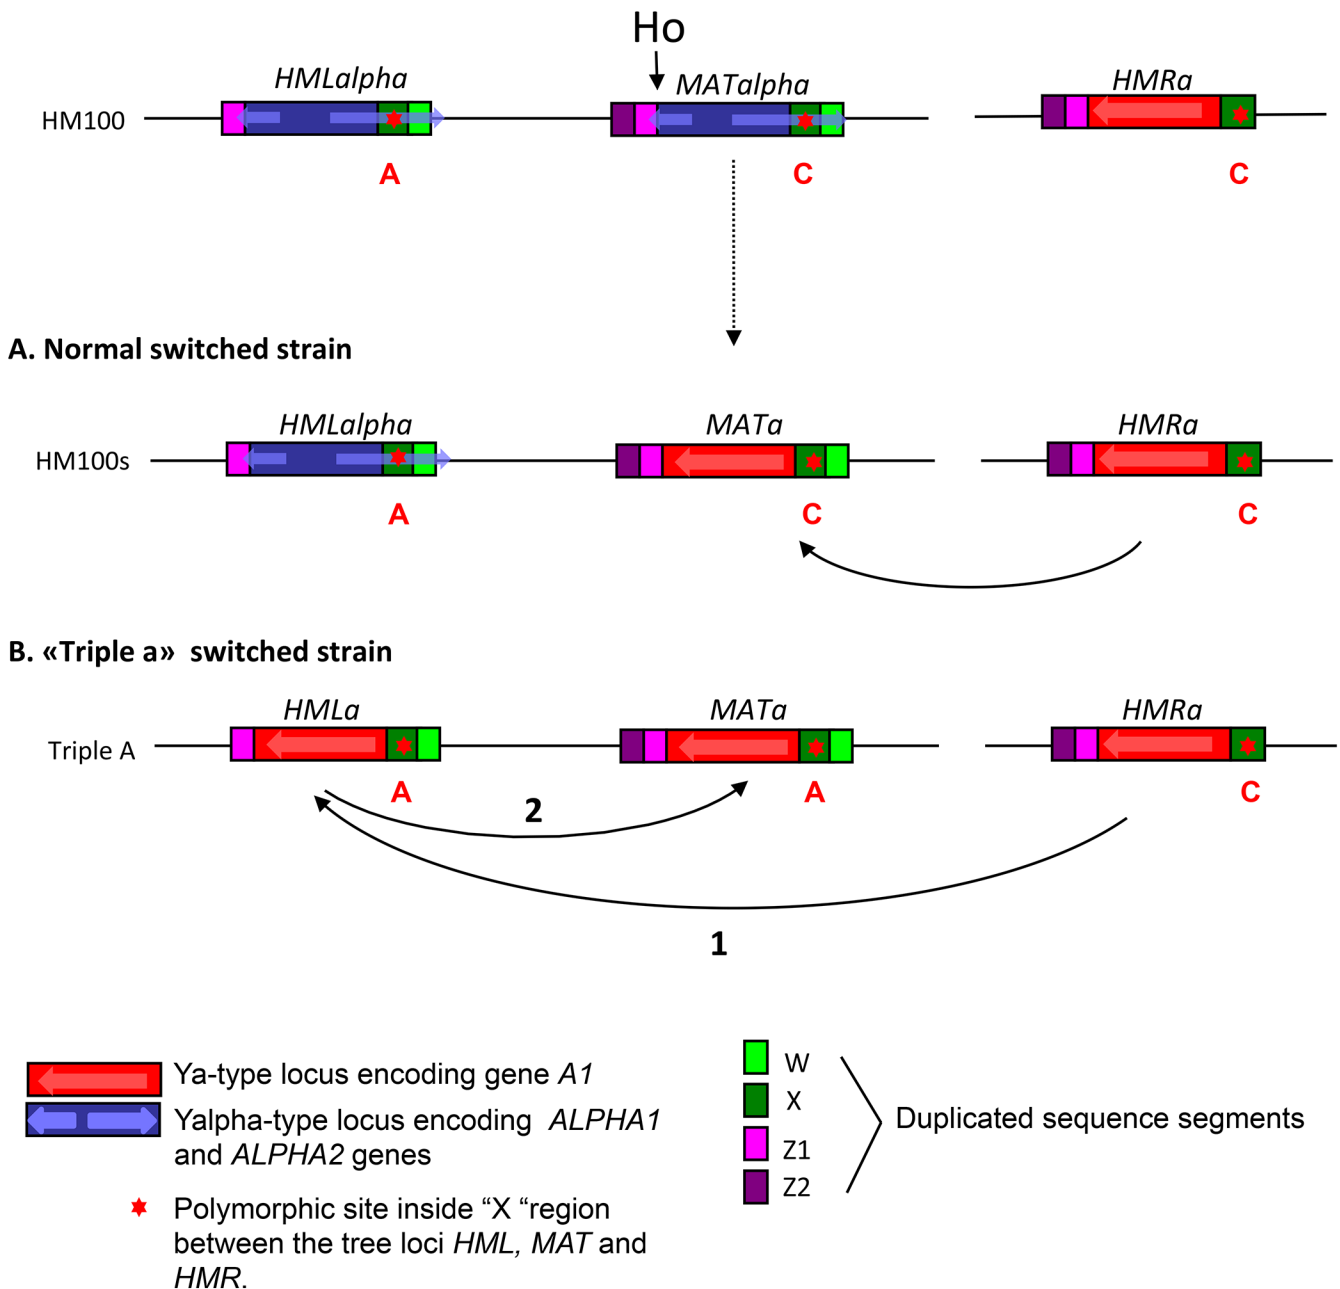 Ho
HMLalpha
MATalpha
HMRa
HM100
A
C
C
A. Normal switched strain
HMLalpha
MATa
HMRa
HM100s
A
C
C
B. «Triple a» switched strain
HMLa
MATa
HMRa
Triple A
A
A
C
2
1
Ya-type locus encoding gene A1
Yalpha-type locus encoding ALPHA1
and ALPHA2 genes
Polymorphic site inside “X “region
between the tree loci HML, MAT and
HMR.
W
X
Z1
Z2
Duplicated sequence segments